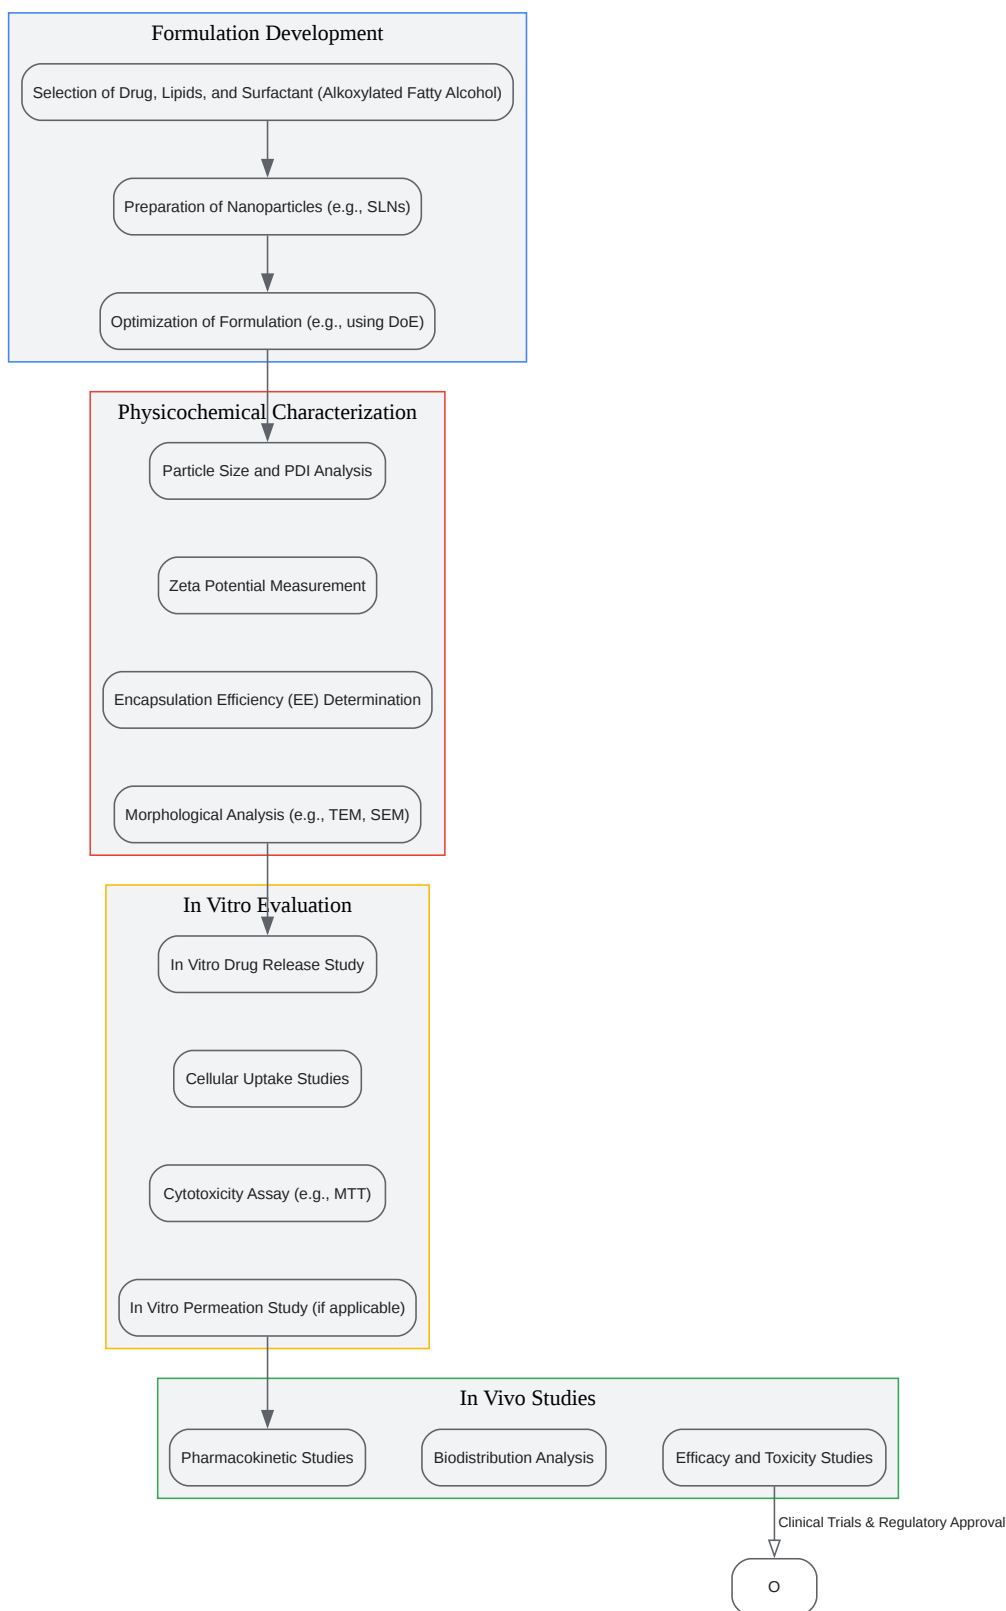 Formulation Development
Selection of Drug, Lipids, and Surfactant (Alkoxylated Fatty Alcohol)
Preparation of Nanoparticles (e.g., SLNs)
Optimization of Formulation (e.g., using DoE)
Physicochemical Characterization
Particle Size and PDI Analysis
Zeta Potential Measurement
Encapsulation Efficiency (EE) Determination
Morphological Analysis (e.g., TEM, SEM)
In Vitro Evaluation
In Vitro Drug Release Study
Cellular Uptake Studies
Cytotoxicity Assay (e.g., MTT)
In Vitro Permeation Study (if applicable)
In Vivo Studies
Pharmacokinetic Studies
Biodistribution Analysis
Efficacy and Toxicity Studies
Clinical Trials & Regulatory Approval
O